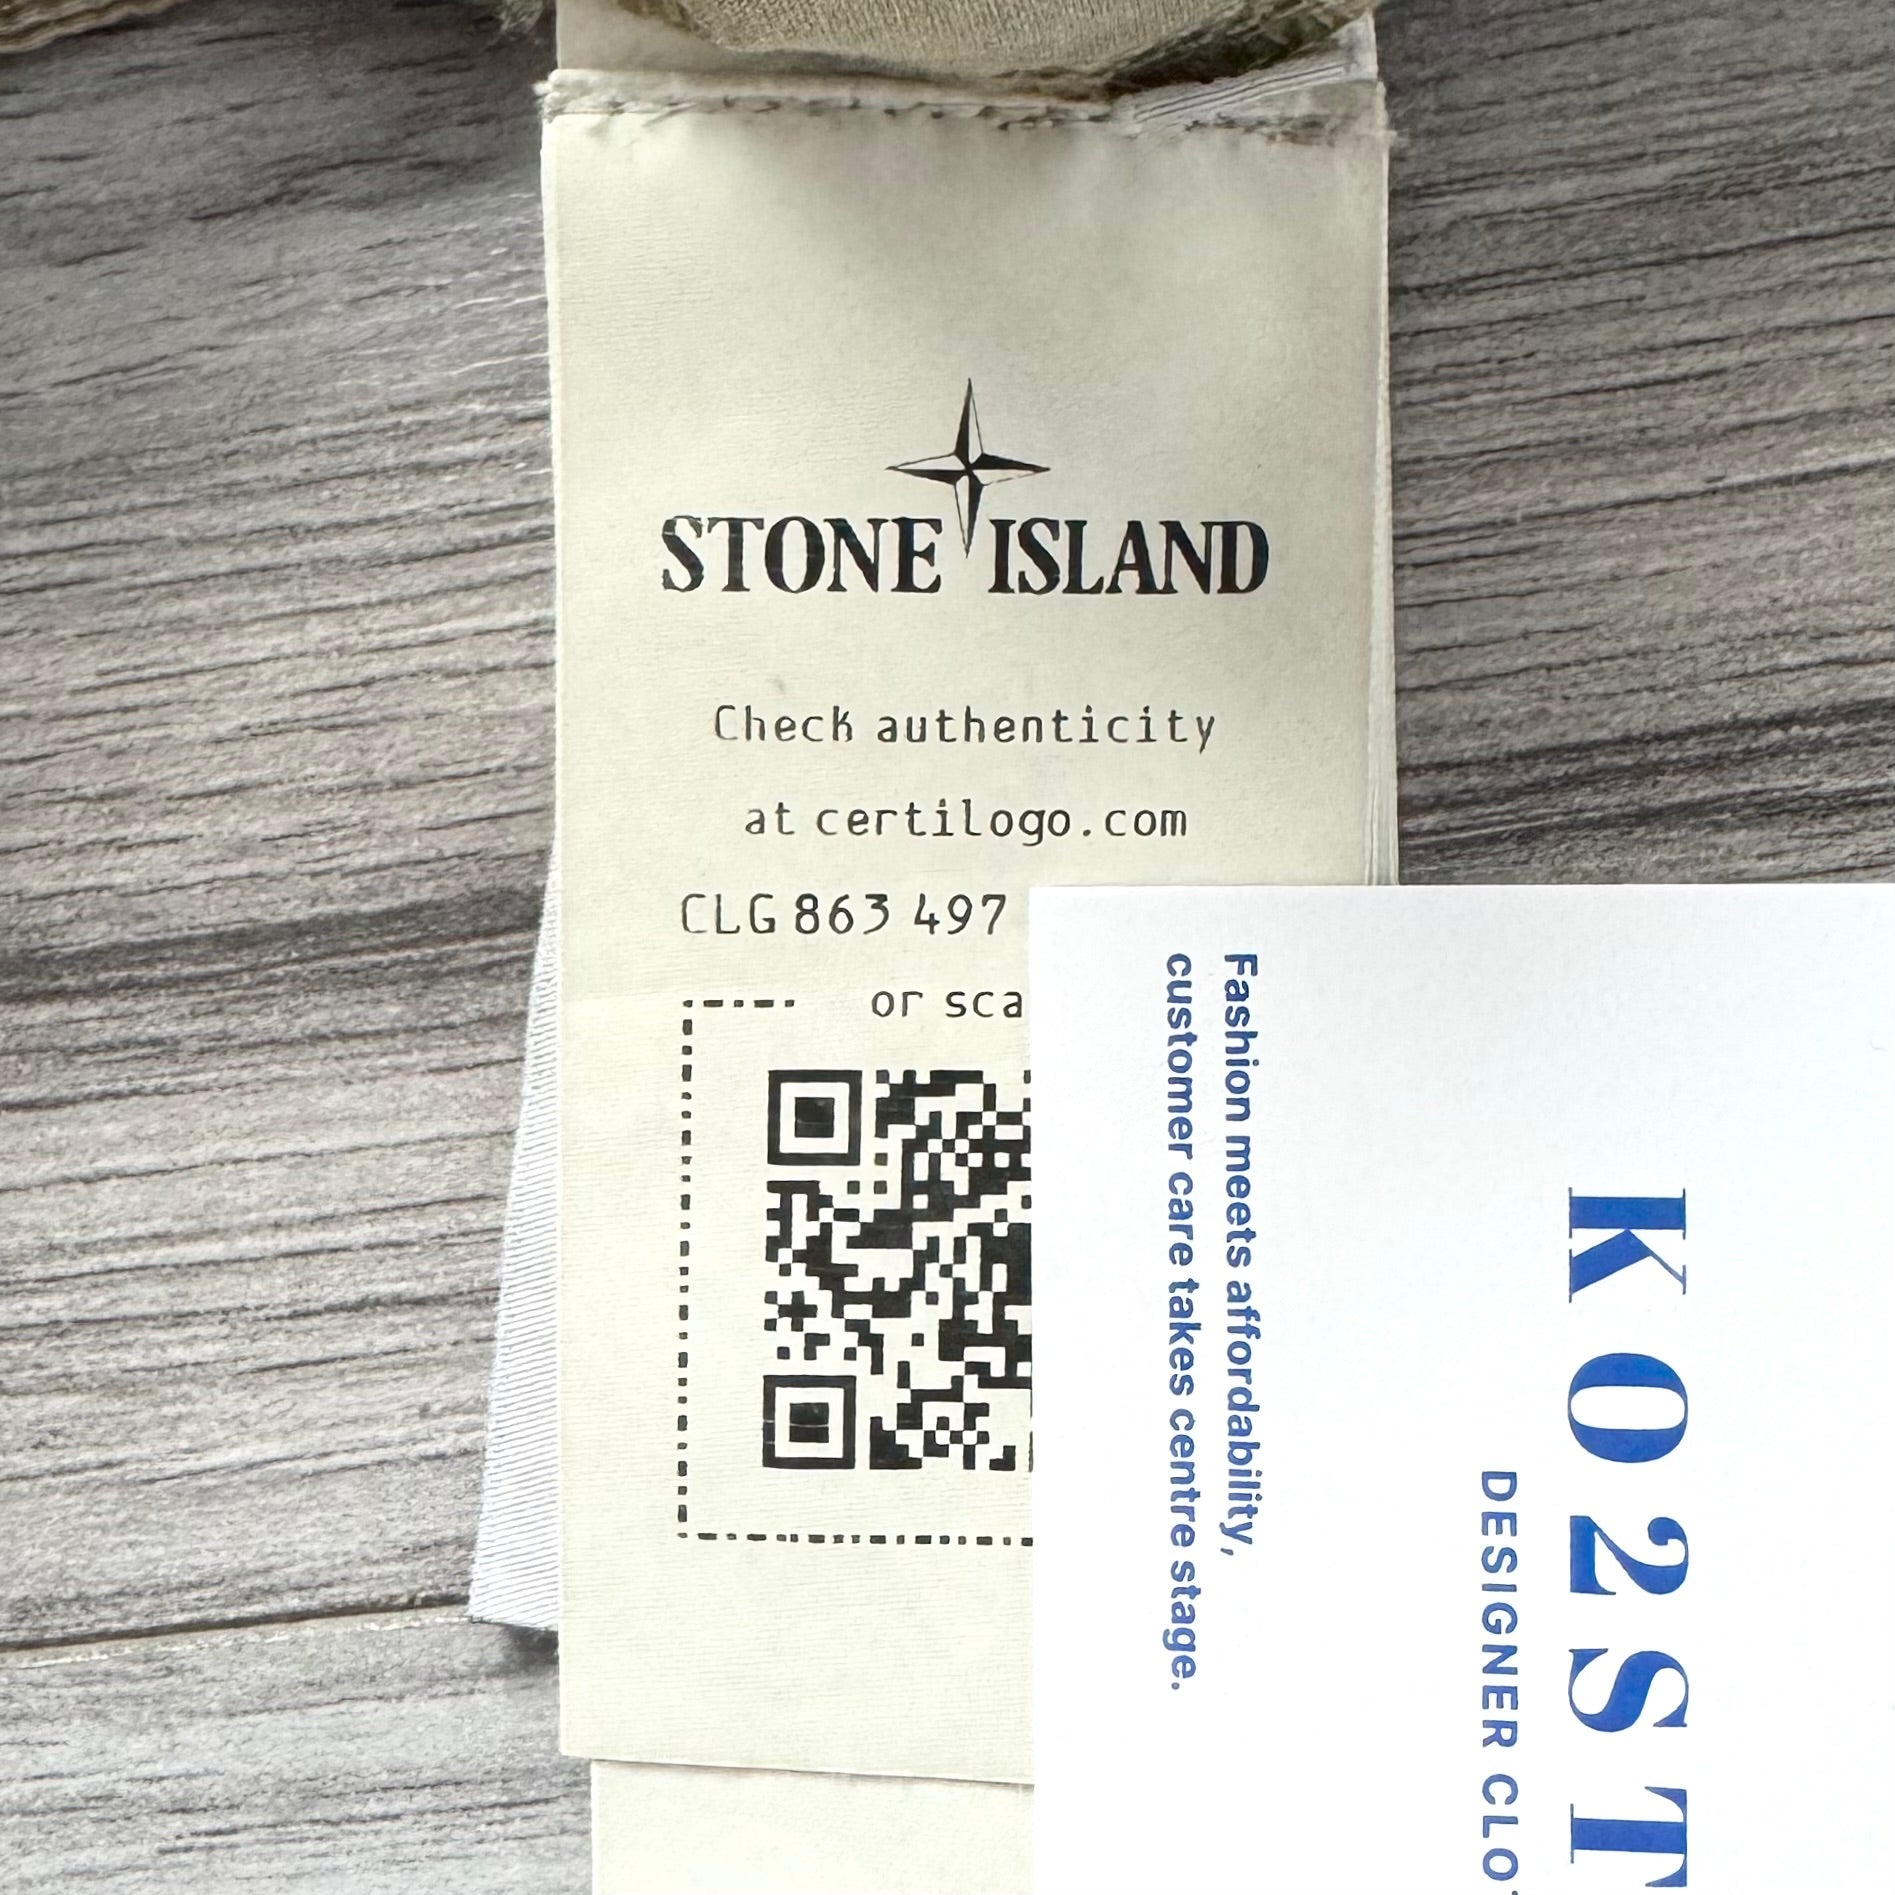 STONE ISLAND
Check authenticity
at certilogo.com
CLG 863 497
or sca
Fashion meets affordability,
customer care takes centre stage.
KO2ST
DESIGNER CLO